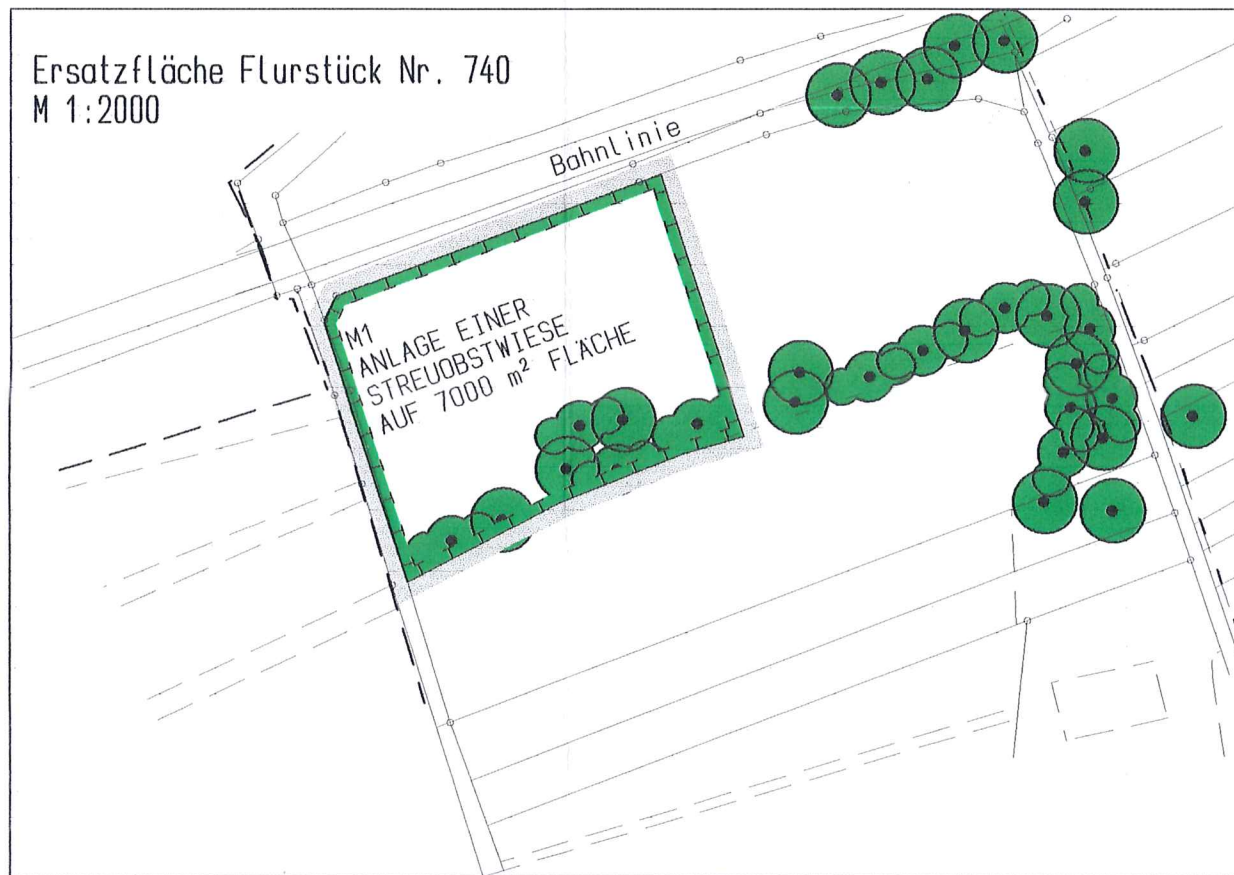 Ersatzfläche Flurstück Nr. 740
M 1:2000
Bahnlinie
M1
ANLAGE EINER
STREUOBSTWIESE
AUF 7000 m² FLÄCHE